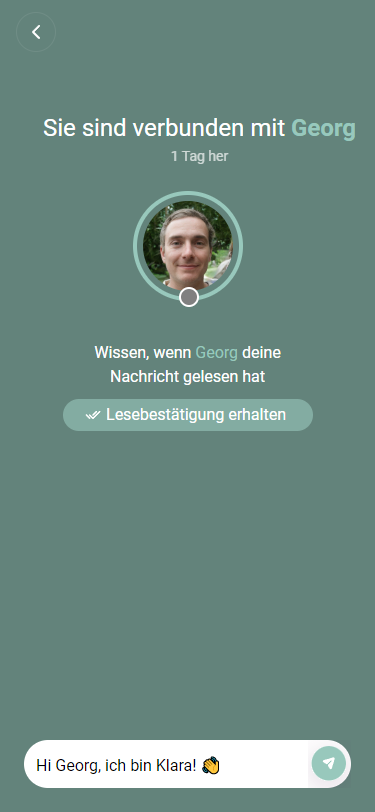 Sie sind verbunden mit Georg
1 Tag her
Wissen, wenn Georg deine
Nachricht gelesen hat
Lesebestätigung erhalten
Hi Georg, ich bin Klara! 👏